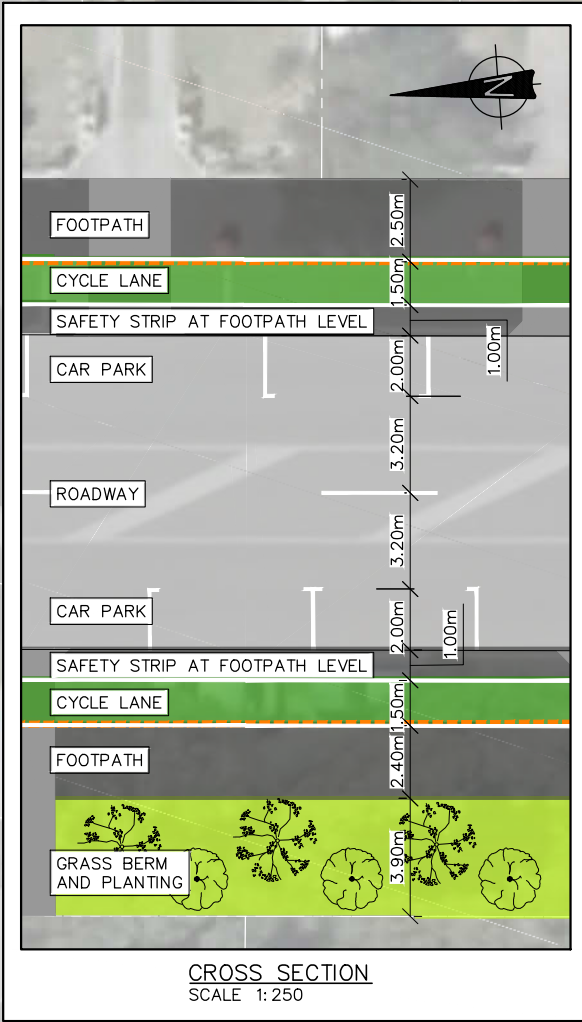 N
FOOTPATH
2.50m
CYCLE LANE
1.50m
SAFETY STRIP AT FOOTPATH LEVEL
1.00m
CAR PARK
2.00m
3.20m
ROADWAY
3.20m
CAR PARK
2.00m
1.00m
SAFETY STRIP AT FOOTPATH LEVEL
CYCLE LANE
1.50m
FOOTPATH
2.40m
GRASS BERM
AND PLANTING
3.90m
CROSS SECTION
SCALE 1:250